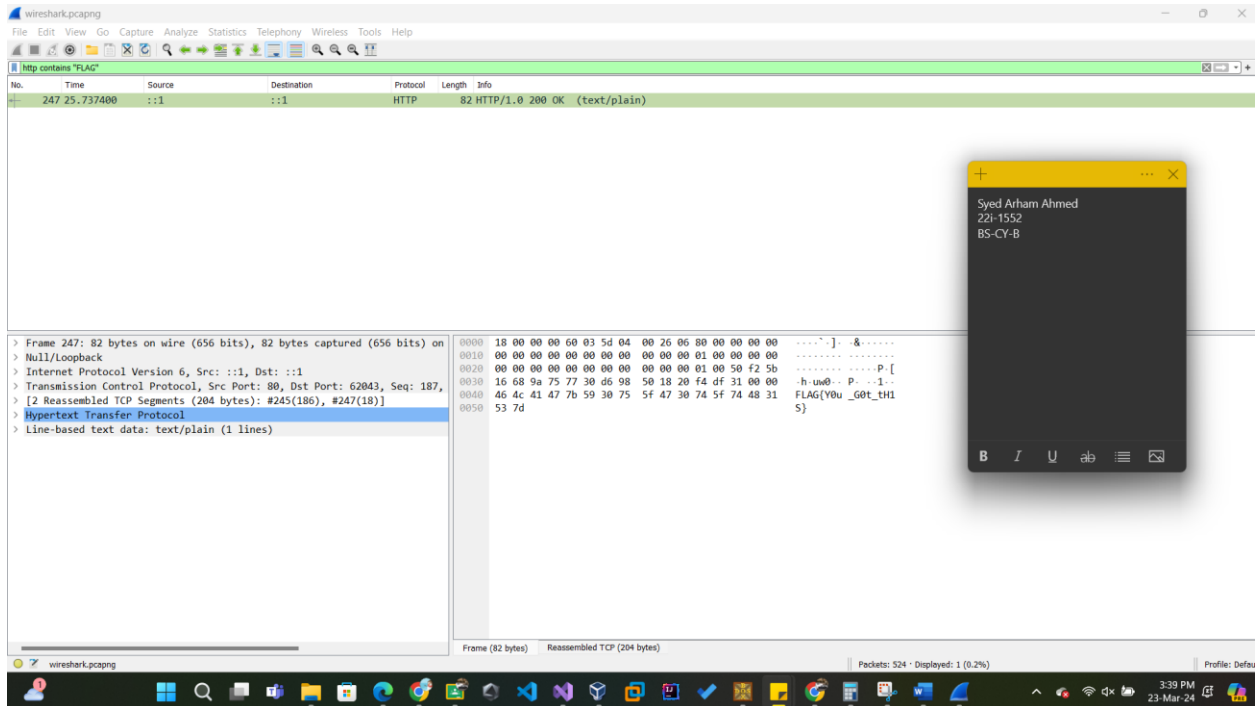 wireshark.pcapng
File Edit View Go Capture Analyze Statistics Telephony Wireless Tools Help
http contains "FLAG"
No. Time Source Destination Protocol Length Info
247 25.737400 ::1 ::1 HTTP 82 HTTP/1.0 200 OK (text/plain)
Syed Arham Ahmed
22i-1552
BS-CY-B
> Frame 247: 82 bytes on wire (656 bits), 82 bytes captured (656 bits) on
> Null/Loopback
> Internet Protocol Version 6, Src: ::1, Dst: ::1
> Transmission Control Protocol, Src Port: 80, Dst Port: 62043, Seq: 187,
> [2 Reassembled TCP Segments (204 bytes): #245(186), #247(18)]
> Hypertext Transfer Protocol
> Line-based text data: text/plain (1 lines)
0000 18 00 00 00 60 03 5d 04 00 26 06 80 00 00 00 00 ····`·]· ·&······
0010 00 00 00 00 00 00 00 00 00 00 00 01 00 00 00 00 ········ ········
0020 00 00 00 00 00 00 00 00 00 00 00 01 00 50 f2 5b ········ ·····P·[
0030 16 68 9a 75 77 30 d6 98 50 18 20 f4 df 31 00 00 ·h·uw0·· P· ··1··
0040 46 4c 41 47 7b 59 30 75 5f 47 30 74 5f 74 48 31 FLAG{Y0u _G0t_tH1
0050 53 7d S}
B I U ab
Frame (82 bytes) Reassembled TCP (204 bytes)
wireshark.pcapng Packets: 524 · Displayed: 1 (0.2%) Profile: Defau
3:39 PM
23-Mar-24